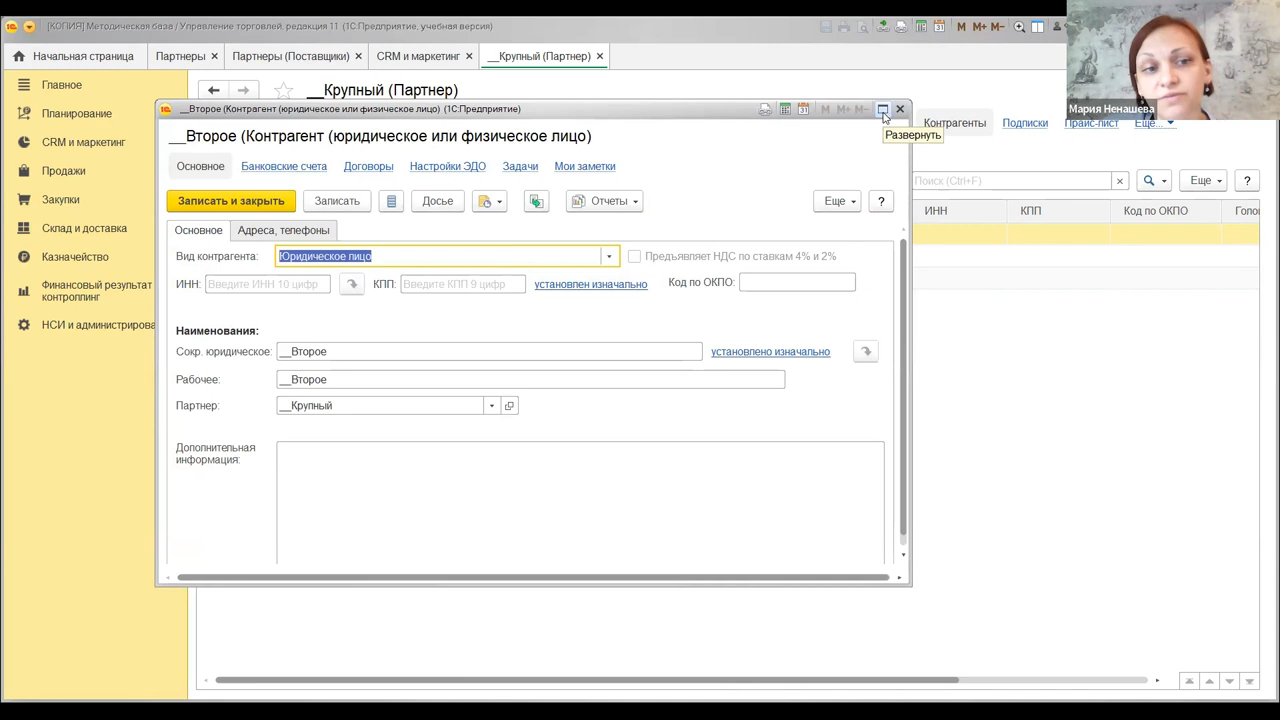 [КОПИЯ] Методическая база / Управление торговлей, редакция 11 (1С:Предприятие, учебная версия)
M M+ M-
Начальная страница Партнеры × Партнеры (Поставщики) × CRM и маркетинг × __Крупный (Партнер) ×
Мария Ненашева
Главное
Планирование
CRM и маркетинг
Продажи
Закупки
Склад и доставка
Казначейство
Финансовый результат
контроллинг
НСИ и администрирова
__Крупный (Партнер)
Контрагенты Подписки Прайс-лист Еще...
Поиск (Ctrl+F) × Еще ?
ИНН КПП Код по ОКПО Голо
__Второе (Контрагент (юридическое или физическое лицо) (1С:Предприятие)
M M+ M-
Развернуть
__Второе (Контрагент (юридическое или физическое лицо)
Основное Банковские счета Договоры Настройки ЭДО Задачи Мои заметки
Записать и закрыть Записать Досье Отчеты Еще ?
Основное Адреса, телефоны
Вид контрагента: Юридическое лицо Предъявляет НДС по ставкам 4% и 2%
ИНН: Введите ИНН 10 цифр КПП: Введите КПП 9 цифр установлен изначально Код по ОКПО:
Наименования:
Сокр. юридическое: __Второе установлено изначально
Рабочее: __Второе
Партнер: __Крупный
Дополнительная
информация: